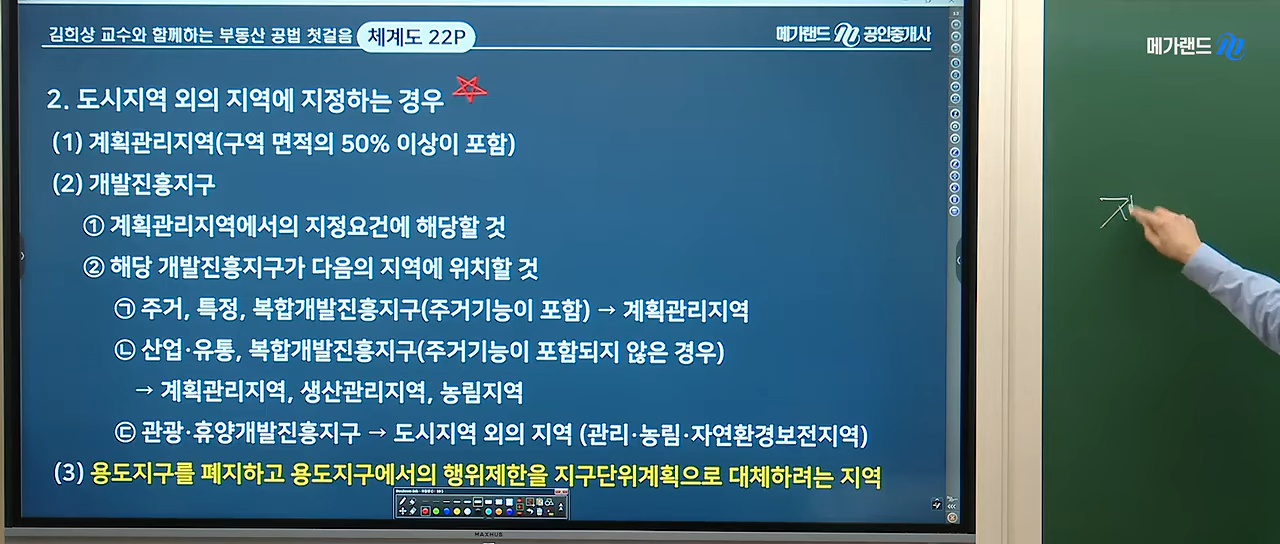 김희상 교수와 함께하는 부동산 공법 첫걸음 체계도 22P
메가랜드 공인중개사
메가랜드
2. 도시지역 외의 지역에 지정하는 경우
(1) 계획관리지역(구역 면적의 50% 이상이 포함)
(2) 개발진흥지구
① 계획관리지역에서의 지정요건에 해당할 것
② 해당 개발진흥지구가 다음의 지역에 위치할 것
㉠ 주거, 특정, 복합개발진흥지구(주거기능이 포함) → 계획관리지역
㉡ 산업·유통, 복합개발진흥지구(주거기능이 포함되지 않은 경우)
→ 계획관리지역, 생산관리지역, 농림지역
㉢ 관광·휴양개발진흥지구 → 도시지역 외의 지역 (관리·농림·자연환경보전지역)
(3) 용도지구를 폐지하고 용도지구에서의 행위제한을 지구단위계획으로 대체하려는 지역
MAXHUB